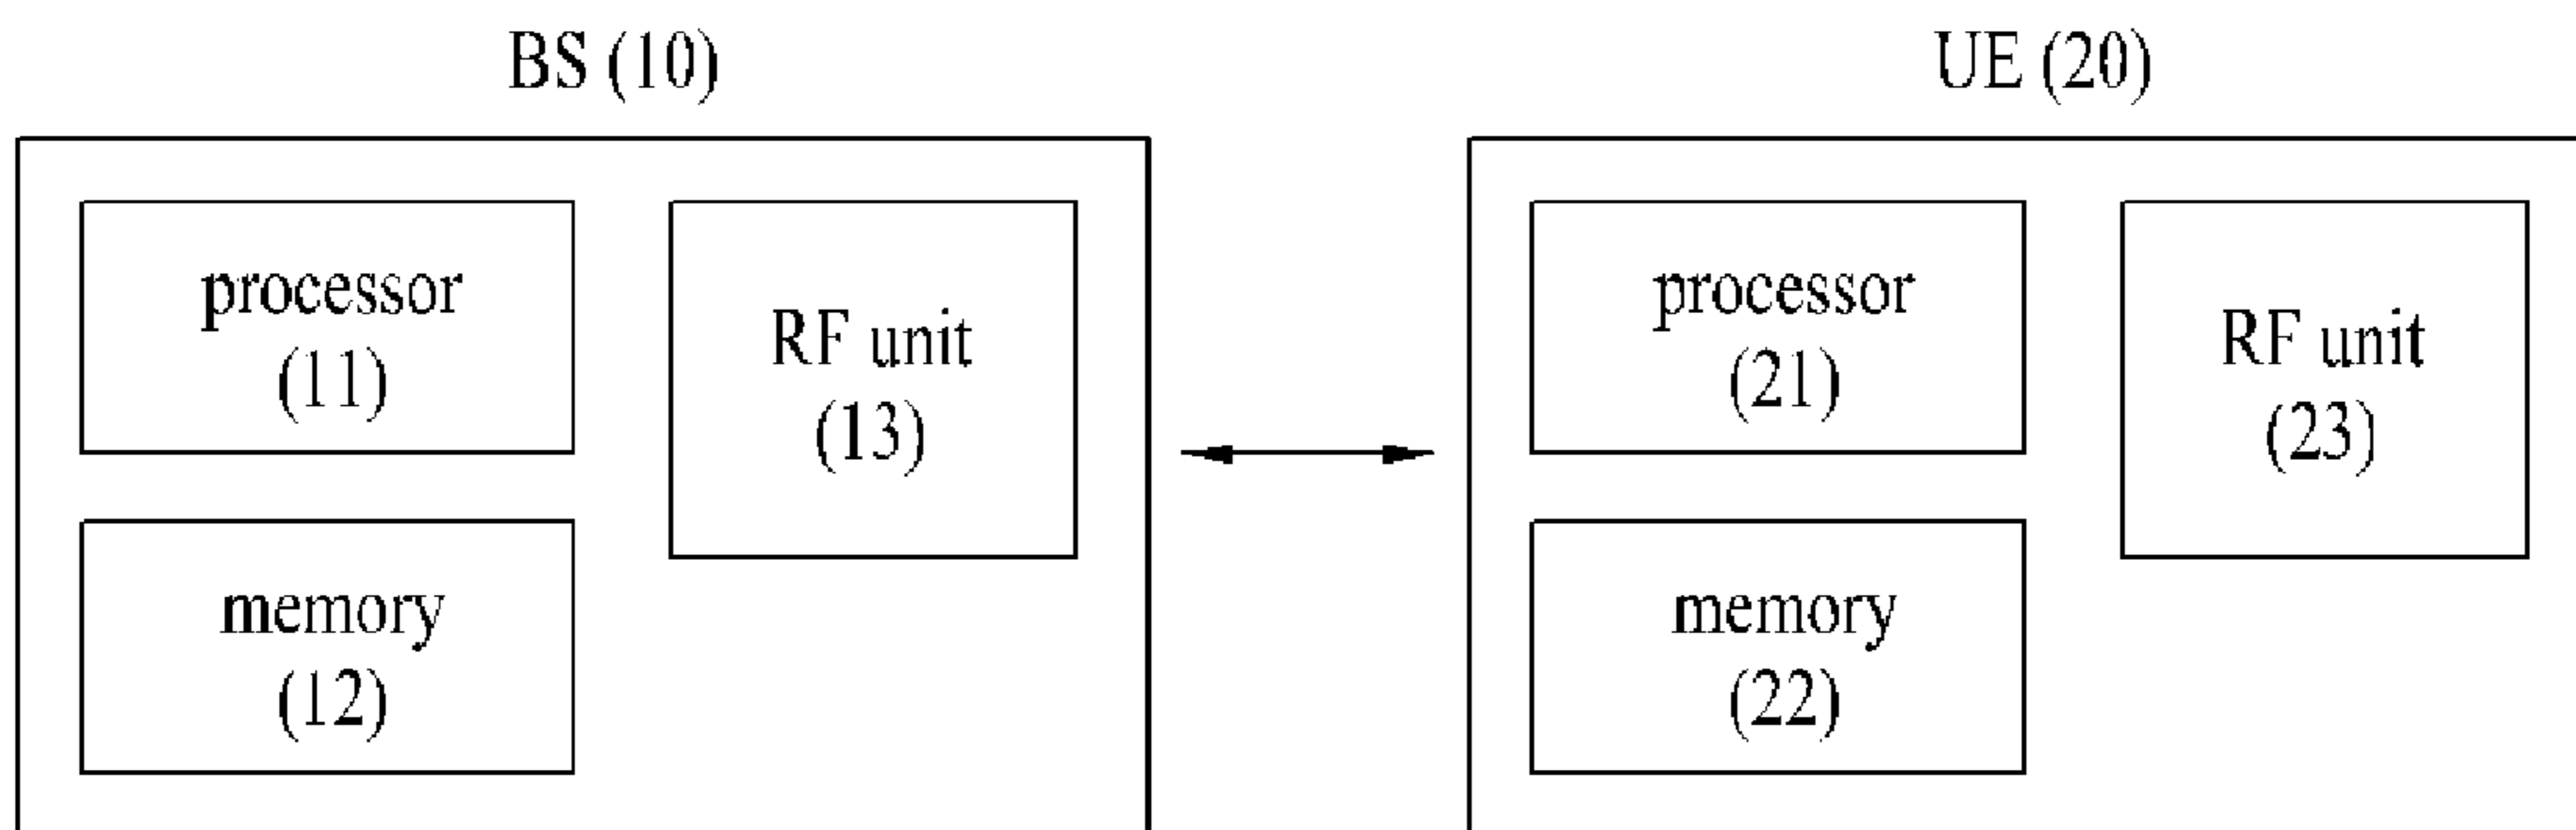 BS (10)
processor
(11)
RF unit
(13)
memory
(12)
UE (20)
processor
(21)
RF unit
(23)
memory
(22)